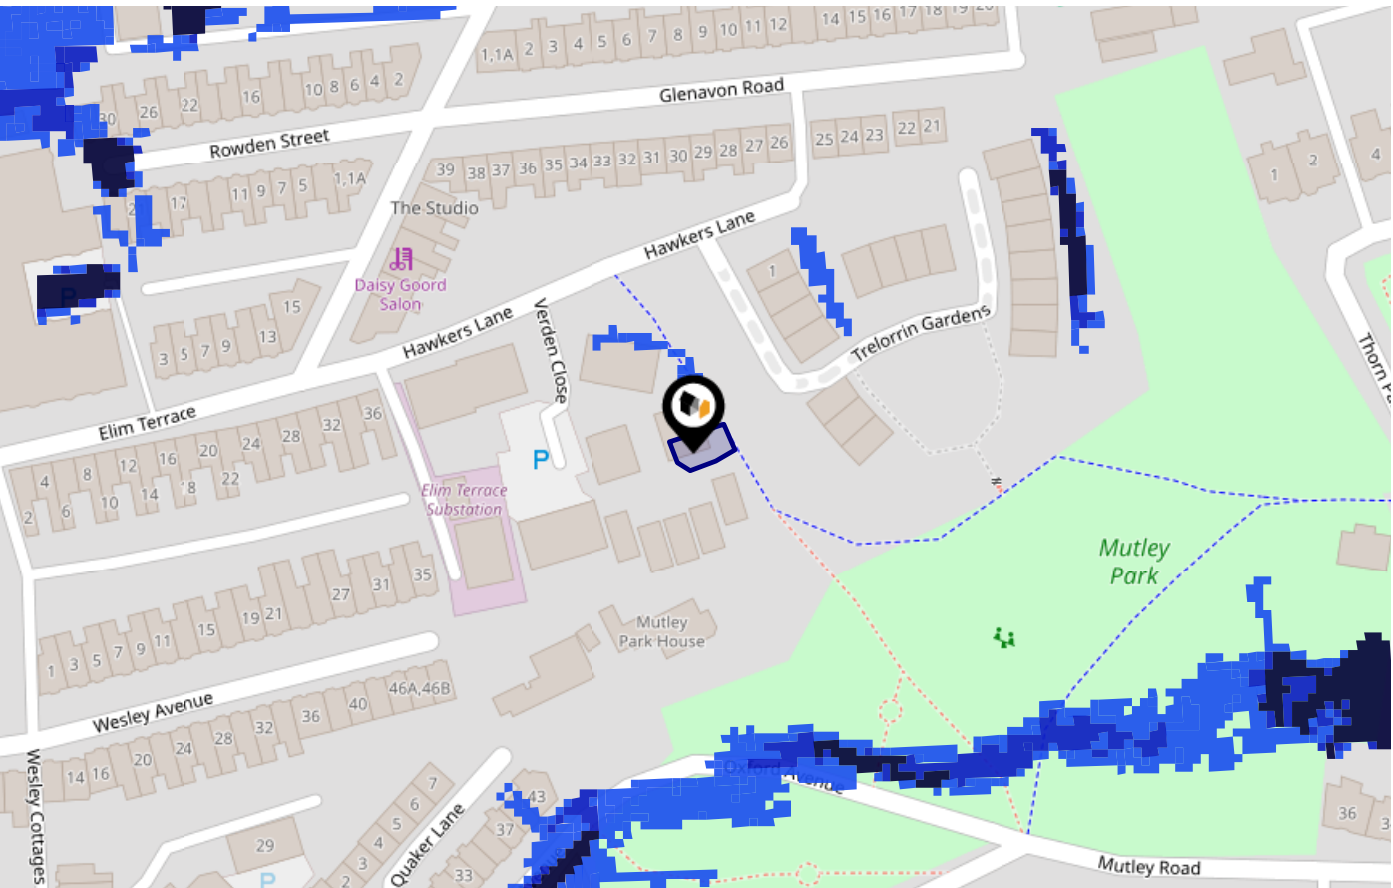 1,1A 2 3 4 5 6 7 8 9 10 11 12 14 15 16 17 18 19 20
Glenavon Road
30 26 22 16 10 8 6 4 2
Rowden Street
39 38 37 36 35 34 33 32 31 30 29 28 27 26 25 24 23 22 21
17 11 9 7 5 1,1A
The Studio
Hawkers Lane
Daisy Goord
Salon
P
1
2
4
1
15
13
3 5 7 9
Hawkers Lane
Verden Close
Trelorrin Gardens
Elim Terrace
2 4 6 8 10 12 14 16 18 20 22 24 28 32 36
P
Elim Terrace
Substation
Mutley
Park
Mutley
Park House
1 3 5 7 9 11 15 19 21 27 31 35
Wesley Avenue
14 16 20 24 28 32 36 40 46A,46B
Wesley Cottages
Quaker Lane
7
6
5
4
3
2
29
P
43
37
33
Oxford Avenue
Mutley Road
36